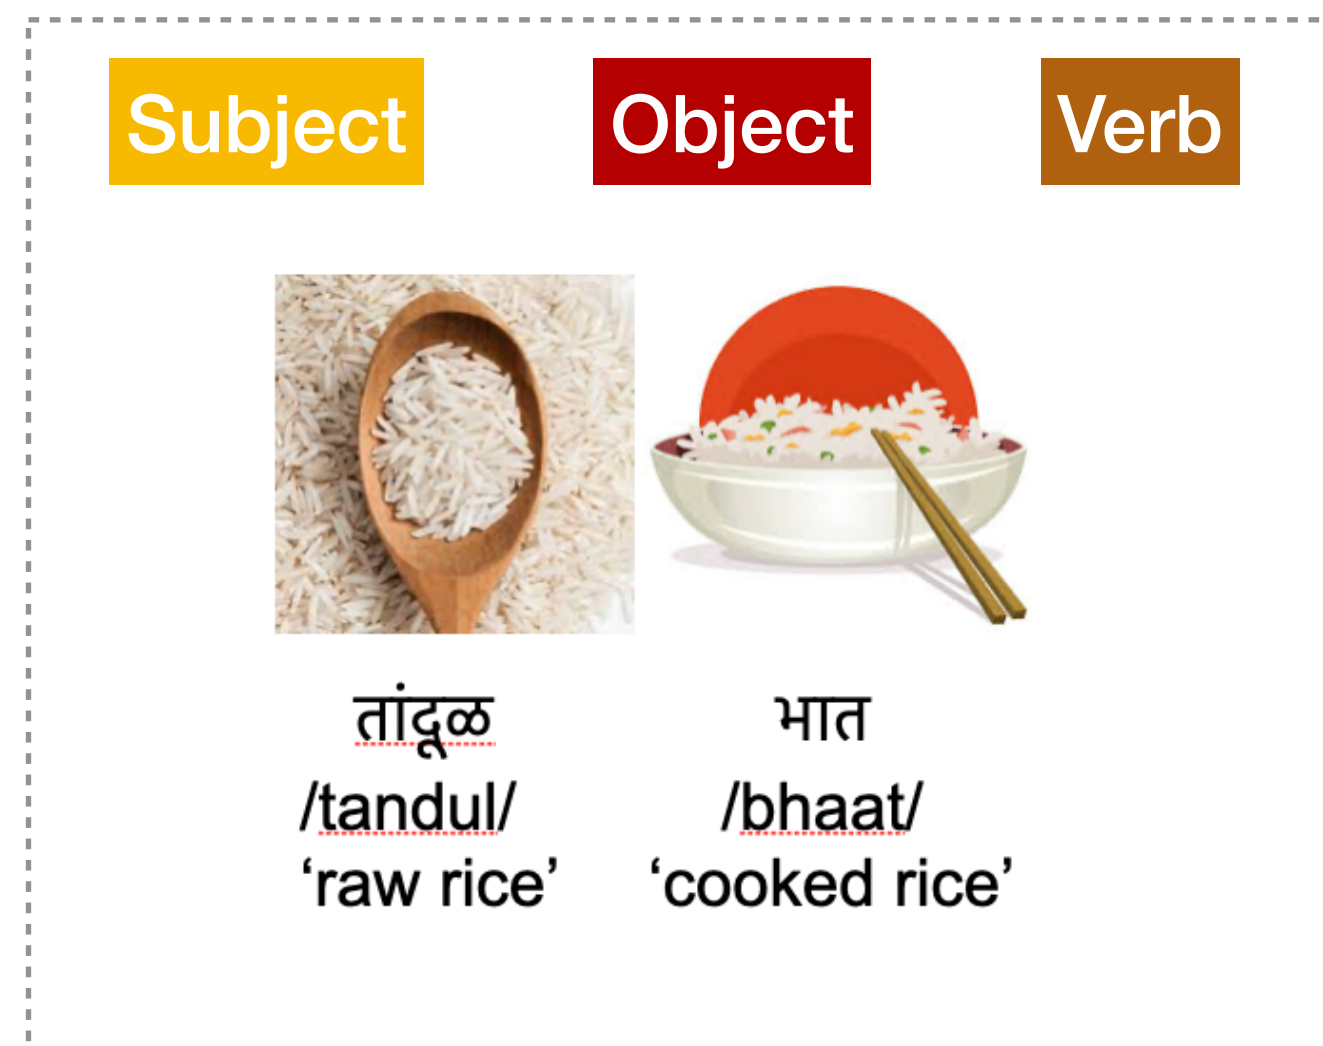 Subject Object Verb
तांदूळ भात
/tandul/ /bhaat/
‘raw rice’ ‘cooked rice’